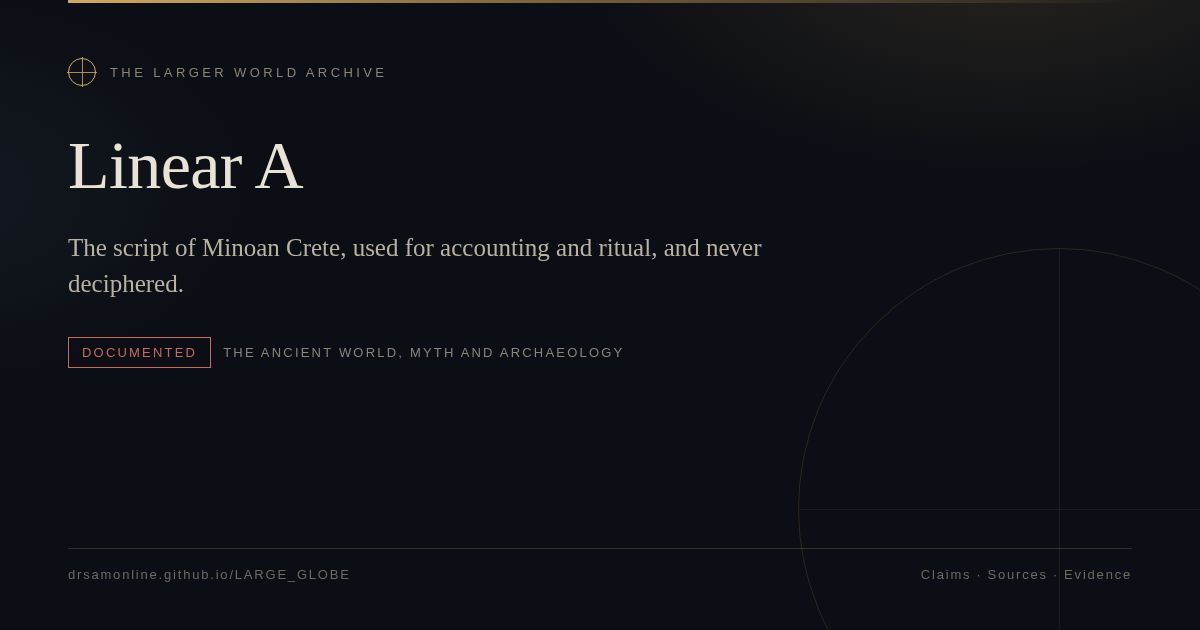 THE LARGER WORLD ARCHIVE
Linear A
The script of Minoan Crete, used for accounting and ritual, and never
deciphered.
DOCUMENTED
THE ANCIENT WORLD, MYTH AND ARCHAEOLOGY
drsamonline.github.io/LARGE_GLOBE
Claims · Sources · Evidence